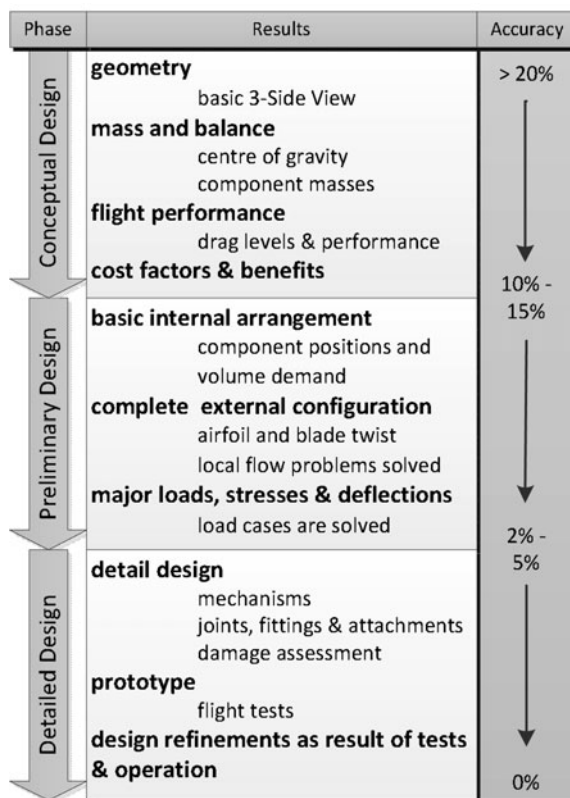 Phase Results Accuracy
Conceptual Design
geometry
basic 3-Side View
mass and balance
centre of gravity
component masses
flight performance
drag levels & performance
cost factors & benefits
> 20%
10% -
15%
Preliminary Design
basic internal arrangement
component positions and
volume demand
complete external configuration
airfoil and blade twist
local flow problems solved
major loads, stresses & deflections
load cases are solved
2% -
5%
Detailed Design
detail design
mechanisms
joints, fittings & attachments
damage assessment
prototype
flight tests
design refinements as result of tests
& operation
0%